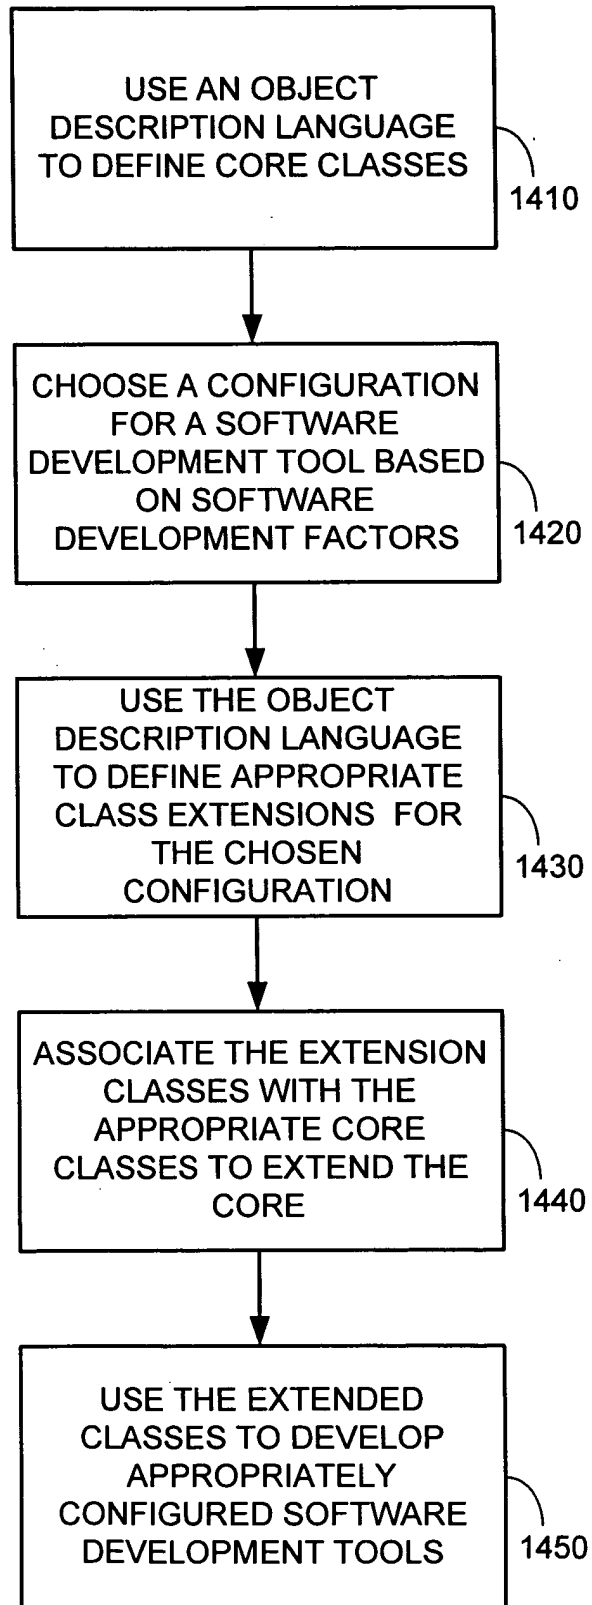 USE AN OBJECT
DESCRIPTION LANGUAGE
TO DEFINE CORE CLASSES
1410
CHOOSE A CONFIGURATION
FOR A SOFTWARE
DEVELOPMENT TOOL BASED
ON SOFTWARE
DEVELOPMENT FACTORS
1420
USE THE OBJECT
DESCRIPTION LANGUAGE
TO DEFINE APPROPRIATE
CLASS EXTENSIONS FOR
THE CHOSEN
CONFIGURATION
1430
ASSOCIATE THE EXTENSION
CLASSES WITH THE
APPROPRIATE CORE
CLASSES TO EXTEND THE
CORE
1440
USE THE EXTENDED
CLASSES TO DEVELOP
APPROPRIATELY
CONFIGURED SOFTWARE
DEVELOPMENT TOOLS
1450